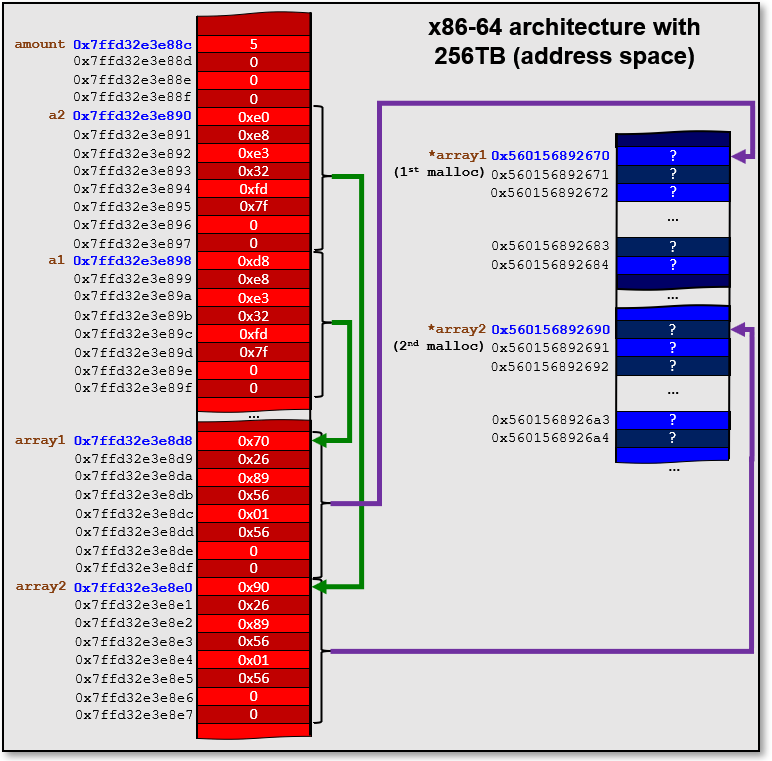 x86-64 architecture with
256TB (address space)
amount 0x7ffd32e3e88c 5
0x7ffd32e3e88d 0
0x7ffd32e3e88e 0
0x7ffd32e3e88f 0
a2 0x7ffd32e3e890 0xe0
0x7ffd32e3e891 0xe8
0x7ffd32e3e892 0xe3
0x7ffd32e3e893 0x32
0x7ffd32e3e894 0xfd
0x7ffd32e3e895 0x7f
0x7ffd32e3e896 0
0x7ffd32e3e897 0
a1 0x7ffd32e3e898 0xd8
0x7ffd32e3e899 0xe8
0x7ffd32e3e89a 0xe3
0x7ffd32e3e89b 0x32
0x7ffd32e3e89c 0xfd
0x7ffd32e3e89d 0x7f
0x7ffd32e3e89e 0
0x7ffd32e3e89f 0
...
array1 0x7ffd32e3e8d8 0x70
0x7ffd32e3e8d9 0x26
0x7ffd32e3e8da 0x89
0x7ffd32e3e8db 0x56
0x7ffd32e3e8dc 0x01
0x7ffd32e3e8dd 0x56
0x7ffd32e3e8de 0
0x7ffd32e3e8df 0
array2 0x7ffd32e3e8e0 0x90
0x7ffd32e3e8e1 0x26
0x7ffd32e3e8e2 0x89
0x7ffd32e3e8e3 0x56
0x7ffd32e3e8e4 0x01
0x7ffd32e3e8e5 0x56
0x7ffd32e3e8e6 0
0x7ffd32e3e8e7 0
*array1 0x560156892670 ?
(1st malloc) 0x560156892671 ?
0x560156892672 ?
...
0x560156892683 ?
0x560156892684 ?
...
*array2 0x560156892690 ?
(2nd malloc) 0x560156892691 ?
0x560156892692 ?
...
0x5601568926a3 ?
0x5601568926a4 ?
...